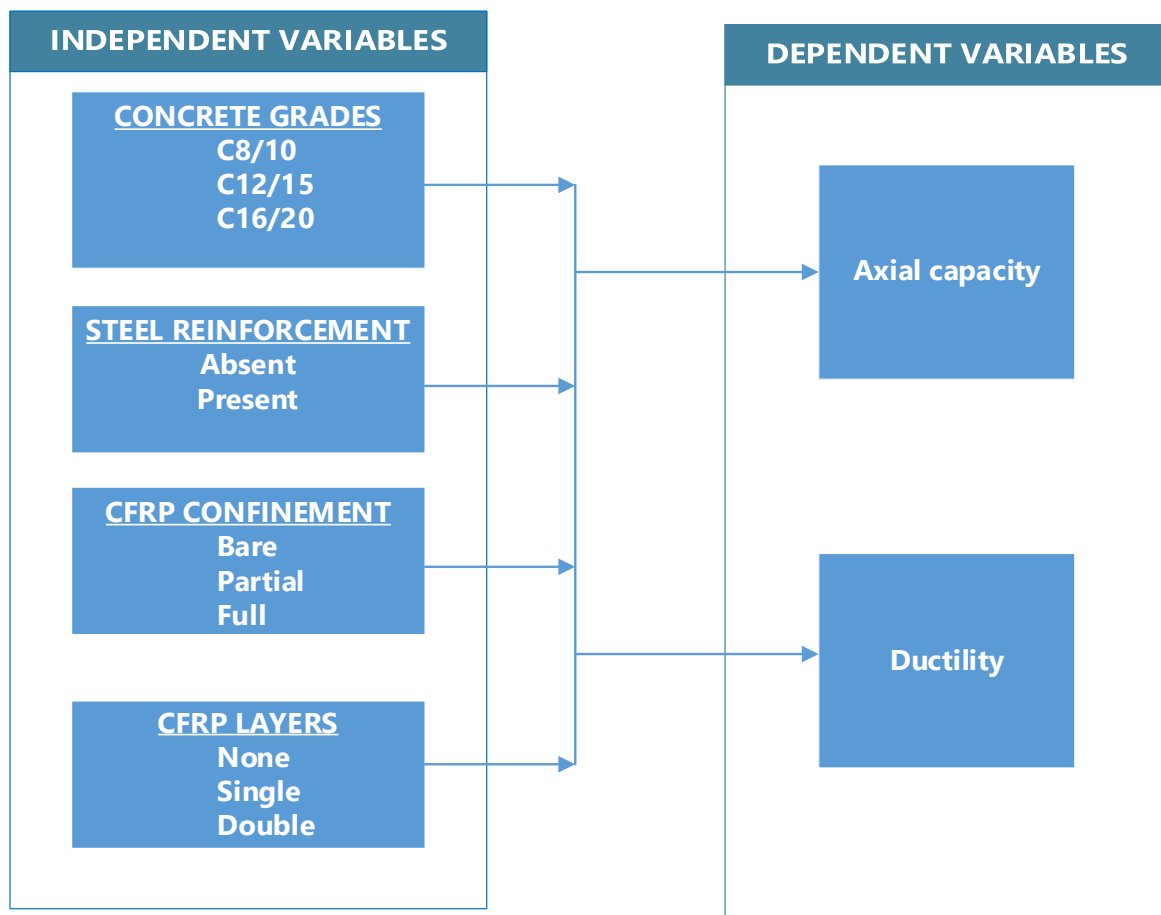 INDEPENDENT VARIABLES
CONCRETE GRADES
C8/10
C12/15
C16/20
STEEL REINFORCEMENT
Absent
Present
CFRP CONFINEMENT
Bare
Partial
Full
CFRP LAYERS
None
Single
Double
DEPENDENT VARIABLES
Axial capacity
Ductility